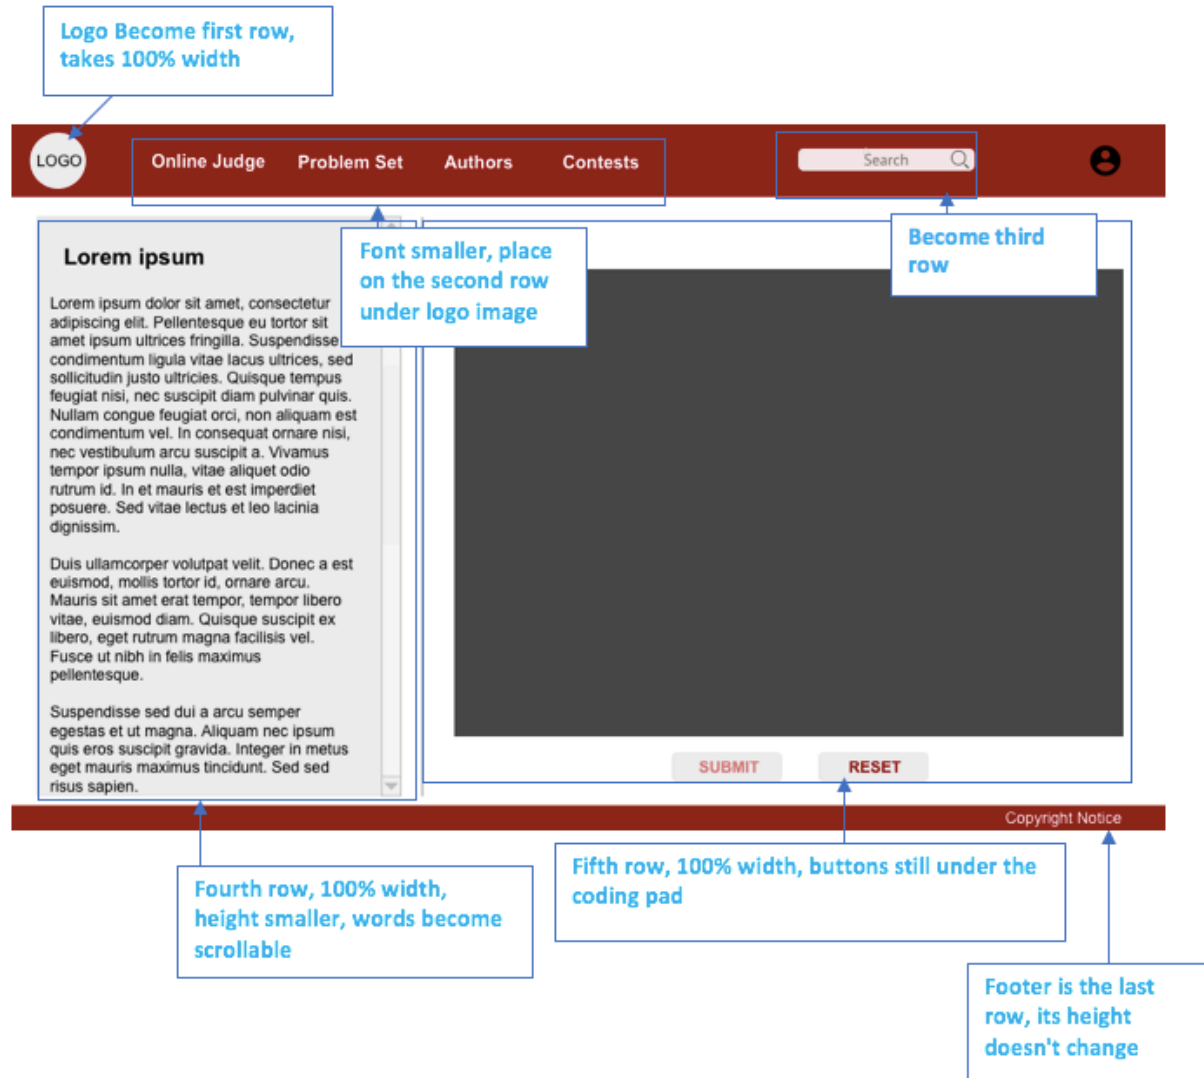 Logo Become first row,
takes 100% width
LOGO
Online Judge
Problem Set
Authors
Contests
Search
Font smaller, place
on the second row
under logo image
Become third
row
Lorem ipsum
Lorem ipsum dolor sit amet, consectetur
adipiscing elit. Pellentesque eu tortor sit
amet ipsum ultrices fringilla. Suspendisse
condimentum ligula vitae lacus ultrices, sed
sollicitudin justo ultricies. Quisque tempus
feugiat nisi, nec suscipit diam pulvinar quis.
Nullam congue feugiat orci, non aliquam est
condimentum vel. In consequat ornare nisi,
nec vestibulum arcu suscipit a. Vivamus
tempor ipsum nulla, vitae aliquet odio
rutrum id. In et mauris et est imperdiet
posuere. Sed vitae lectus et leo lacinia
dignissim.
Duis ullamcorper volutpat velit. Donec a est
euismod, mollis tortor id, ornare arcu.
Mauris sit amet erat tempor, tempor libero
vitae, euismod diam. Quisque suscipit ex
libero, eget rutrum magna facilisis vel.
Fusce ut nibh in felis maximus
pellentesque.
Suspendisse sed dui a arcu semper
egestas et ut magna. Aliquam nec ipsum
quis eros suscipit gravida. Integer in metus
eget mauris maximus tincidunt. Sed sed
risus sapien.
SUBMIT
RESET
Copyright Notice
Fourth row, 100% width,
height smaller, words become
scrollable
Fifth row, 100% width, buttons still under the
coding pad
Footer is the last
row, its height
doesn't change